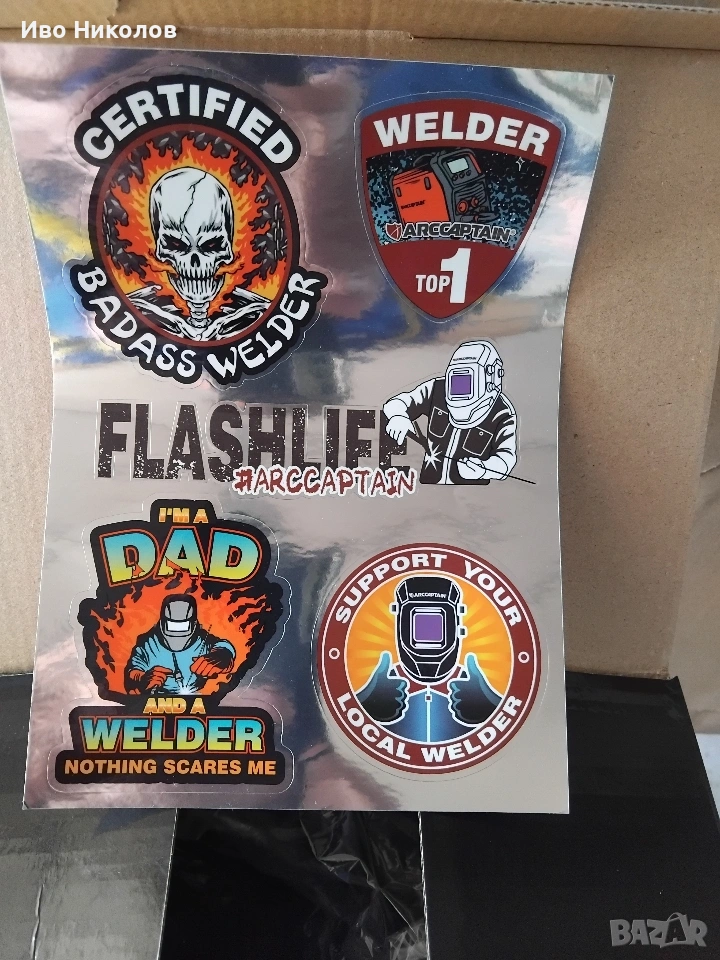 Иво Николов
CERTIFIED
BADASS WELDER
WELDER
ARCCAPTAIN
TOP 1
FLASHLIFE
#ARCCAPTAIN
I'M A
DAD
AND A
WELDER
NOTHING SCARES ME
SUPPORT YOUR
ARCCAPTAIN
LOCAL WELDER
BAZAR